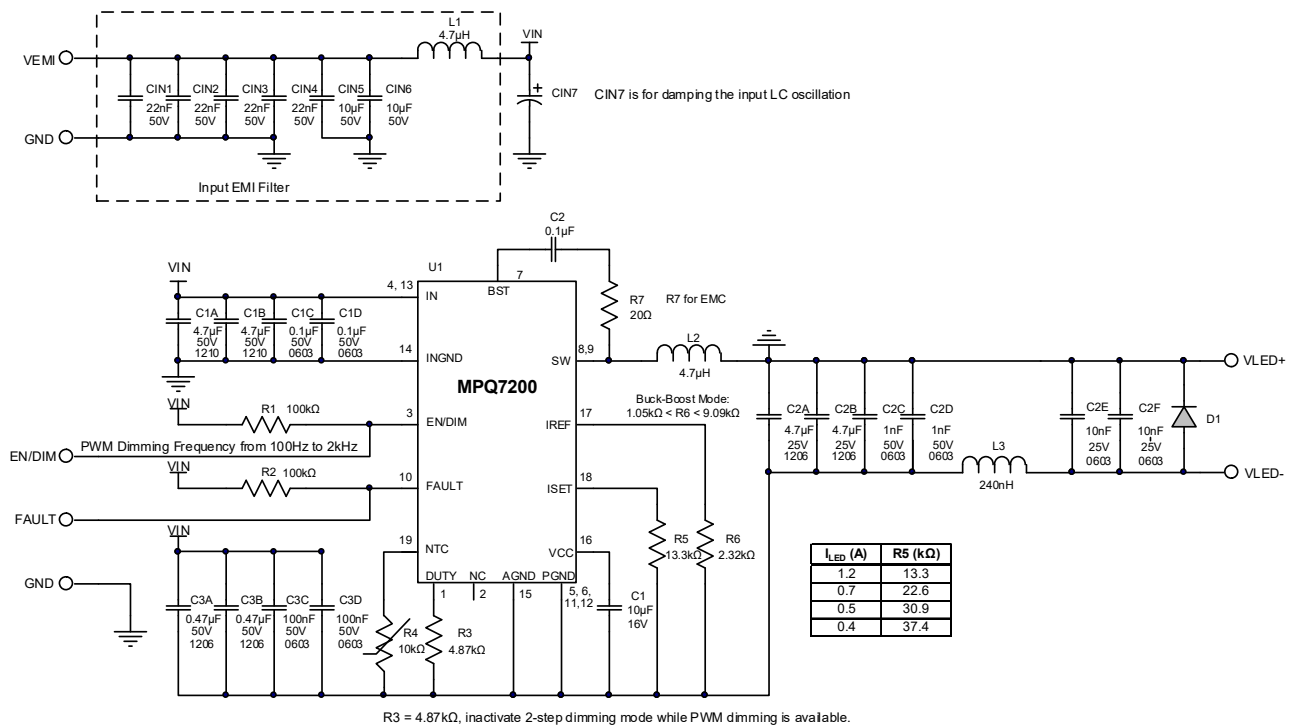 L1
4.7µH
VIN
VEMI
CIN1
22nF
50V
CIN2
22nF
50V
CIN3
22nF
50V
CIN4
22nF
50V
CIN5
10µF
50V
CIN6
10µF
50V
+
CIN7
CIN7 is for damping the input LC oscillation
GND
Input EMI Filter
C2
0.1µF
U1
7
BST
R7
20Ω
R7 for EMC
VIN
4, 13
IN
C1A
4.7µF
50V
1210
C1B
4.7µF
50V
1210
C1C
0.1µF
50V
0603
C1D
0.1µF
50V
0603
14
INGND
8,9
SW
L2
4.7µH
VLED+
MPQ7200
Buck-Boost Mode:
1.05kΩ < R6 < 9.09kΩ
VIN
R1
100kΩ
3
EN/DIM
17
IREF
C2A
4.7µF
25V
1206
C2B
4.7µF
25V
1206
C2C
1nF
50V
0603
C2D
1nF
50V
0603
C2E
10nF
25V
0603
C2F
10nF
25V
0603
D1
EN/DIM
PWM Dimming Frequency from 100Hz to 2kHz
VIN
R2
100kΩ
10
FAULT
18
ISET
L3
240nH
VLED-
FAULT
VIN
19
NTC
R5
13.3kΩ
R6
2.32kΩ
16
VCC
GND
C3A
0.47µF
50V
1206
C3B
0.47µF
50V
1206
C3C
100nF
50V
0603
C3D
100nF
50V
0603
DUTY
1
NC
2
AGND
15
PGND
5, 6,
11,12
C1
10µF
16V
R4
10kΩ
R3
4.87kΩ
ILED (A) R5 (kΩ)
1.2 13.3
0.7 22.6
0.5 30.9
0.4 37.4
R3 = 4.87kΩ, inactivate 2-step dimming mode while PWM dimming is available.